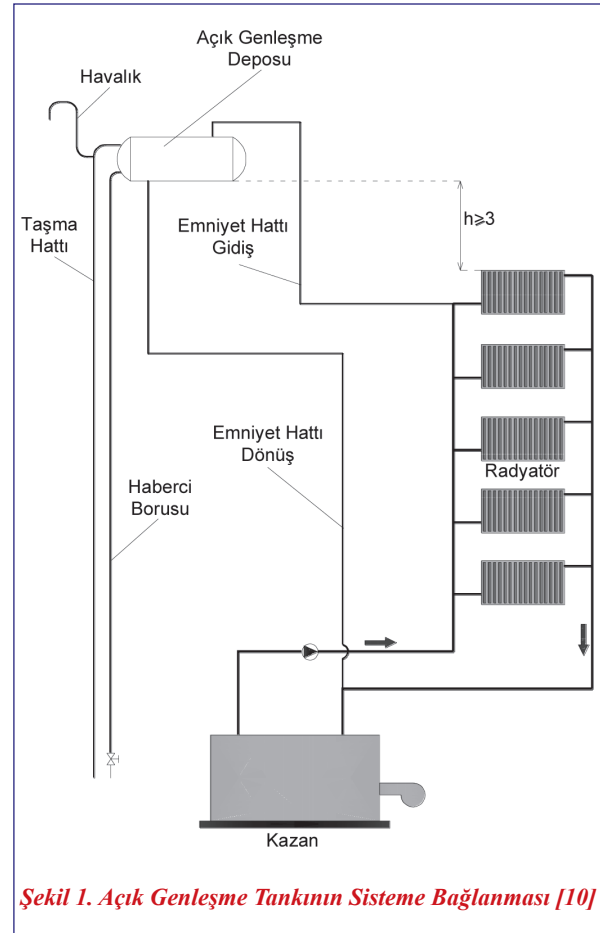 Açık Genleşme
Deposu
Havalık
Taşma
Hattı
Emniyet Hattı
Gidiş
h⩾3
Emniyet Hattı
Dönüş
Radyatör
Haberci
Borusu
Kazan
Şekil 1. Açık Genleşme Tankının Sisteme Bağlanması [10]